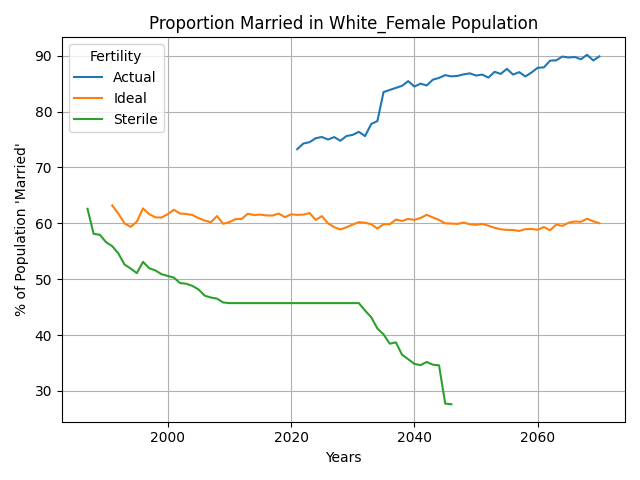 Proportion Married in White_Female Population
Fertility
Actual
Ideal
Sterile
% of Population 'Married'
90
80
70
60
50
40
30
2000
2020
2040
2060
Years